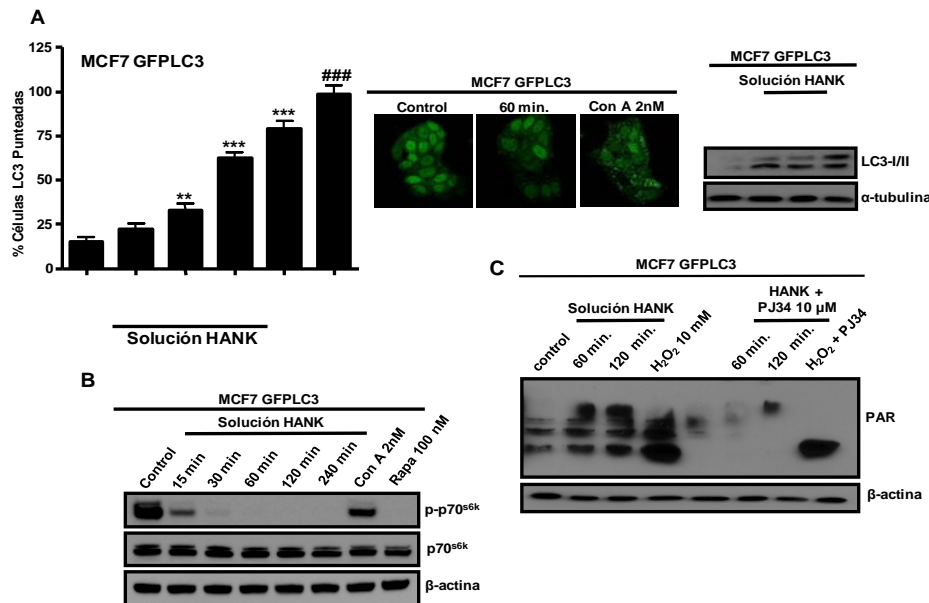 A
MCF7 GFPLC3
% Células LC3 Punteadas
125
100
75
50
25
0
**
***
***
###
Solución HANK
MCF7 GFPLC3
Control 60 min. Con A 2nM
MCF7 GFPLC3
Solución HANK
LC3-I/II
α-tubulina
B
MCF7 GFPLC3
Solución HANK
Control 15 min 30 min 60 min 120 min 240 min Con A 2nM Rapa 100 nM
p-p70s6k
p70s6k
β-actina
C
MCF7 GFPLC3
Solución HANK
HANK +
PJ34 10 µM
control 60 min. 120 min. H₂O₂ 10 mM 60 min. 120 min. H₂O₂ + PJ34
PAR
β-actina